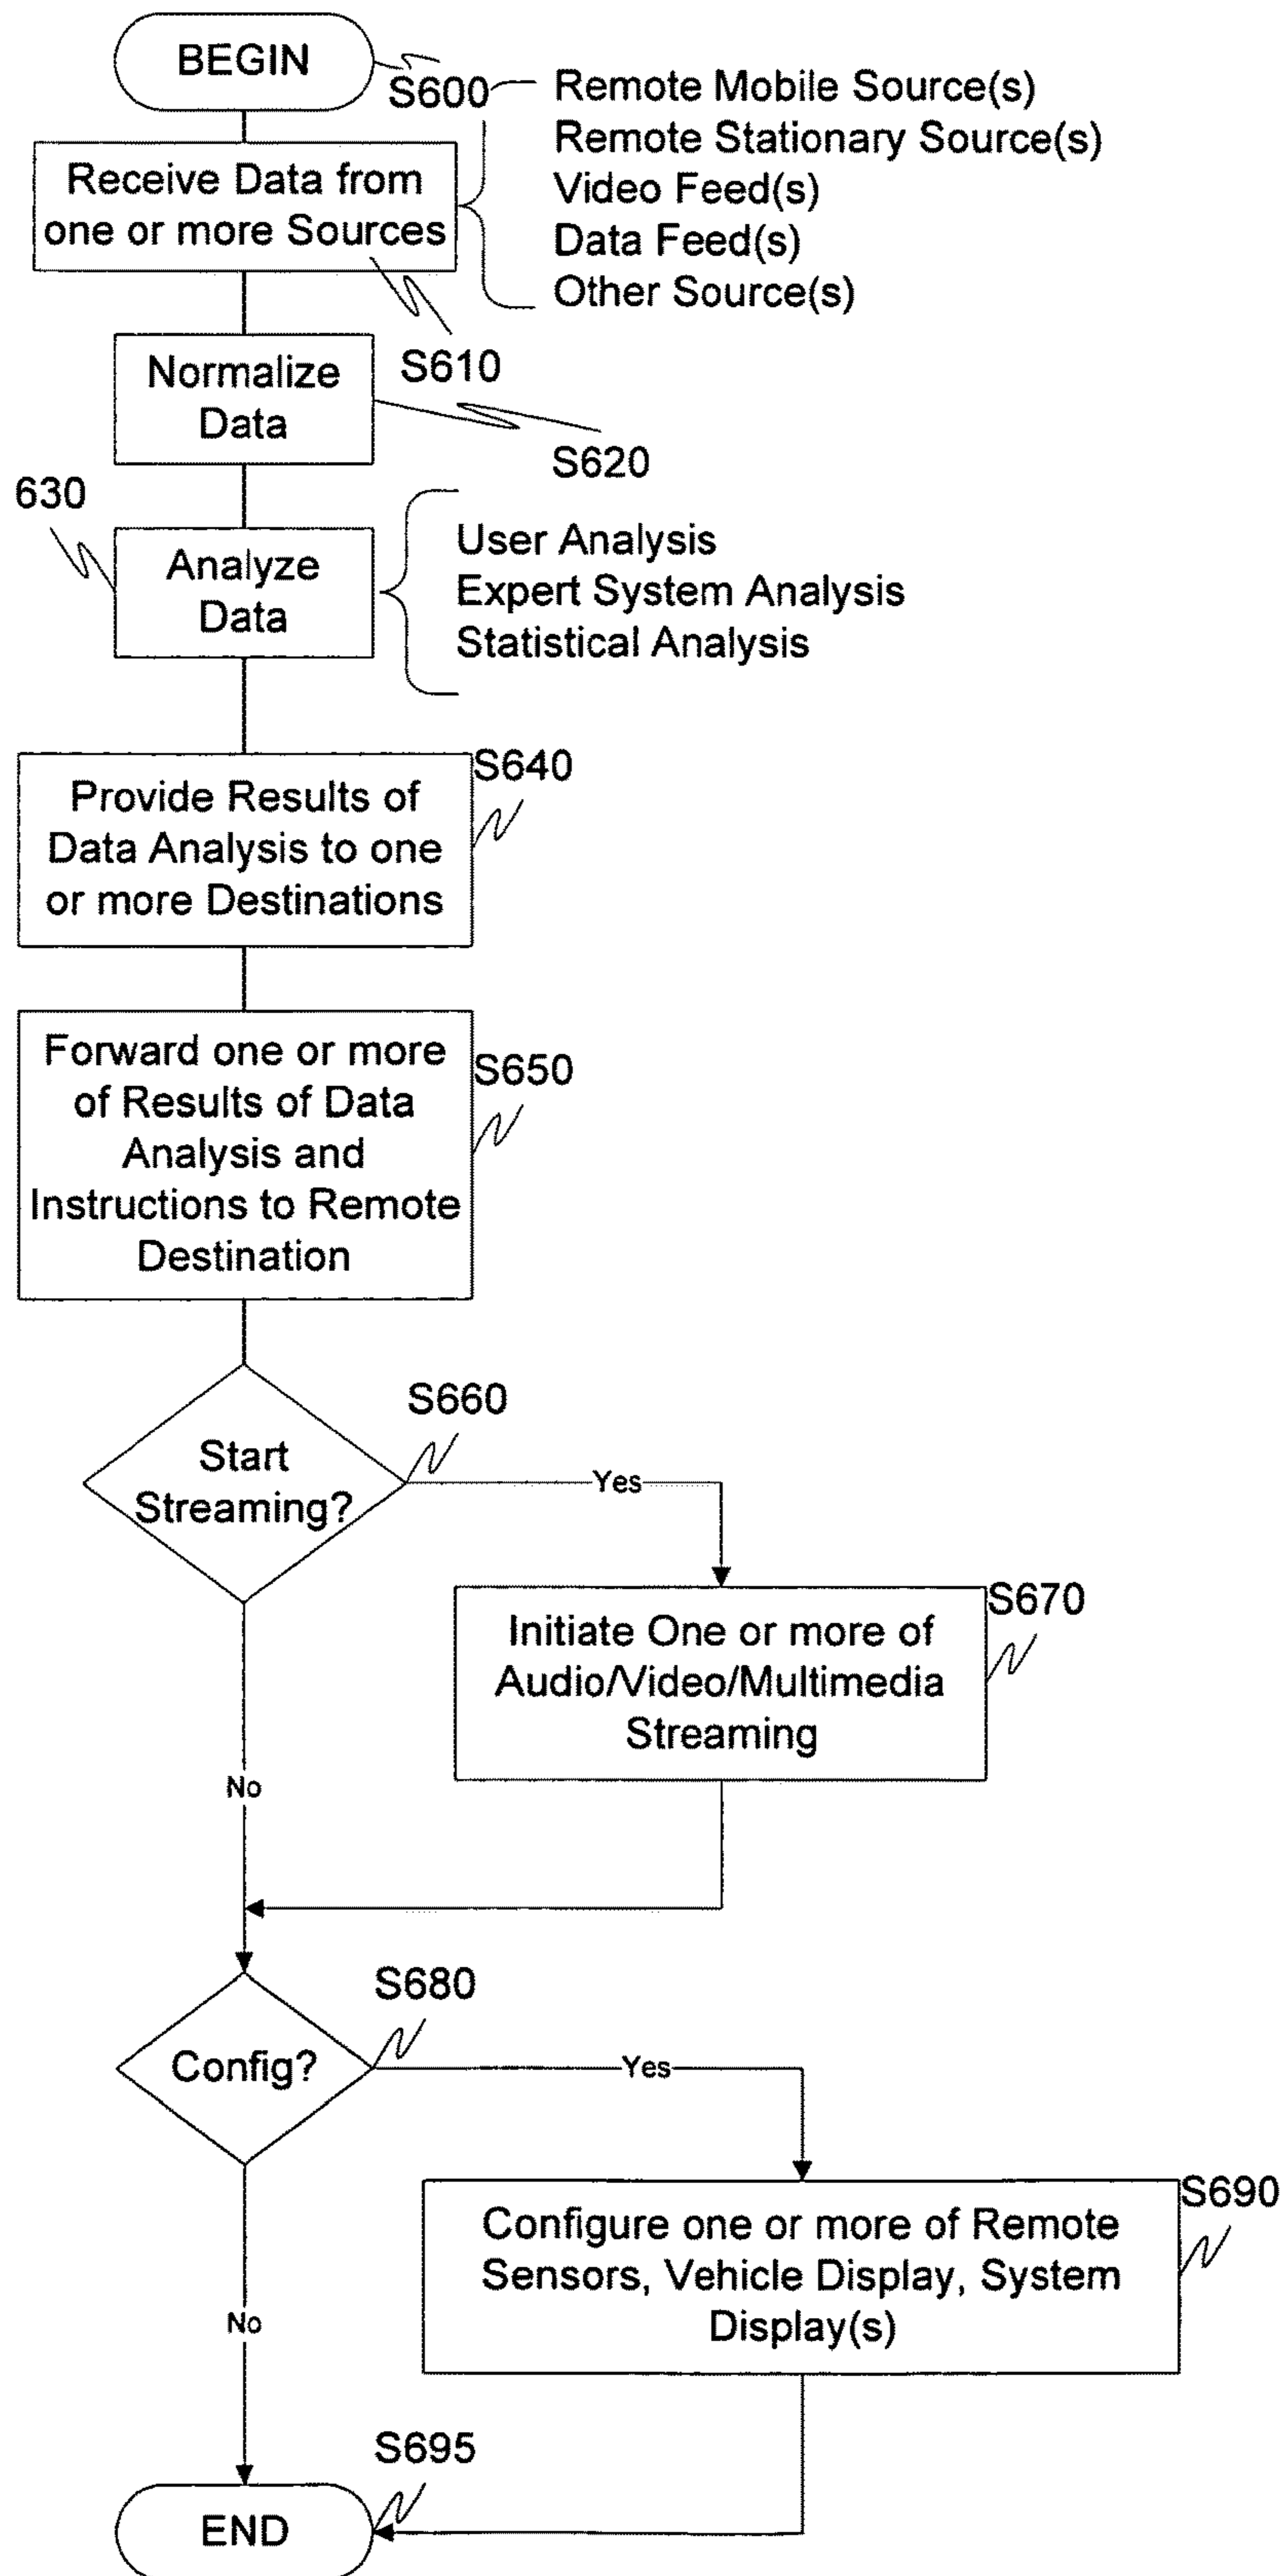 BEGIN
S600
Remote Mobile Source(s)
Remote Stationary Source(s)
Video Feed(s)
Data Feed(s)
Other Source(s)
Receive Data from
one or more Sources
S610
Normalize
Data
S620
630
Analyze
Data
User Analysis
Expert System Analysis
Statistical Analysis
S640
Provide Results of
Data Analysis to one
or more Destinations
S650
Forward one or more
of Results of Data
Analysis and
Instructions to Remote
Destination
S660
Start
Streaming?
Yes
S670
Initiate One or more of
Audio/Video/Multimedia
Streaming
No
S680
Config?
Yes
S690
Configure one or more of Remote
Sensors, Vehicle Display, System
Display(s)
No
S695
END